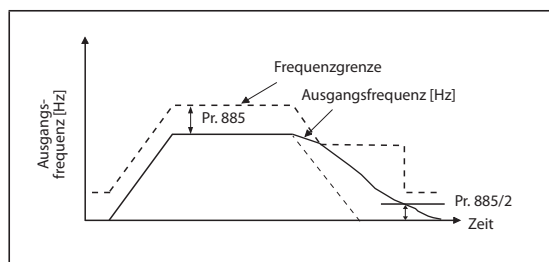 Frequenzgrenze
Ausgangsfrequenz [Hz]
Pr. 885
Ausgangs-
frequenz [Hz]
Pr. 885/2
Zeit